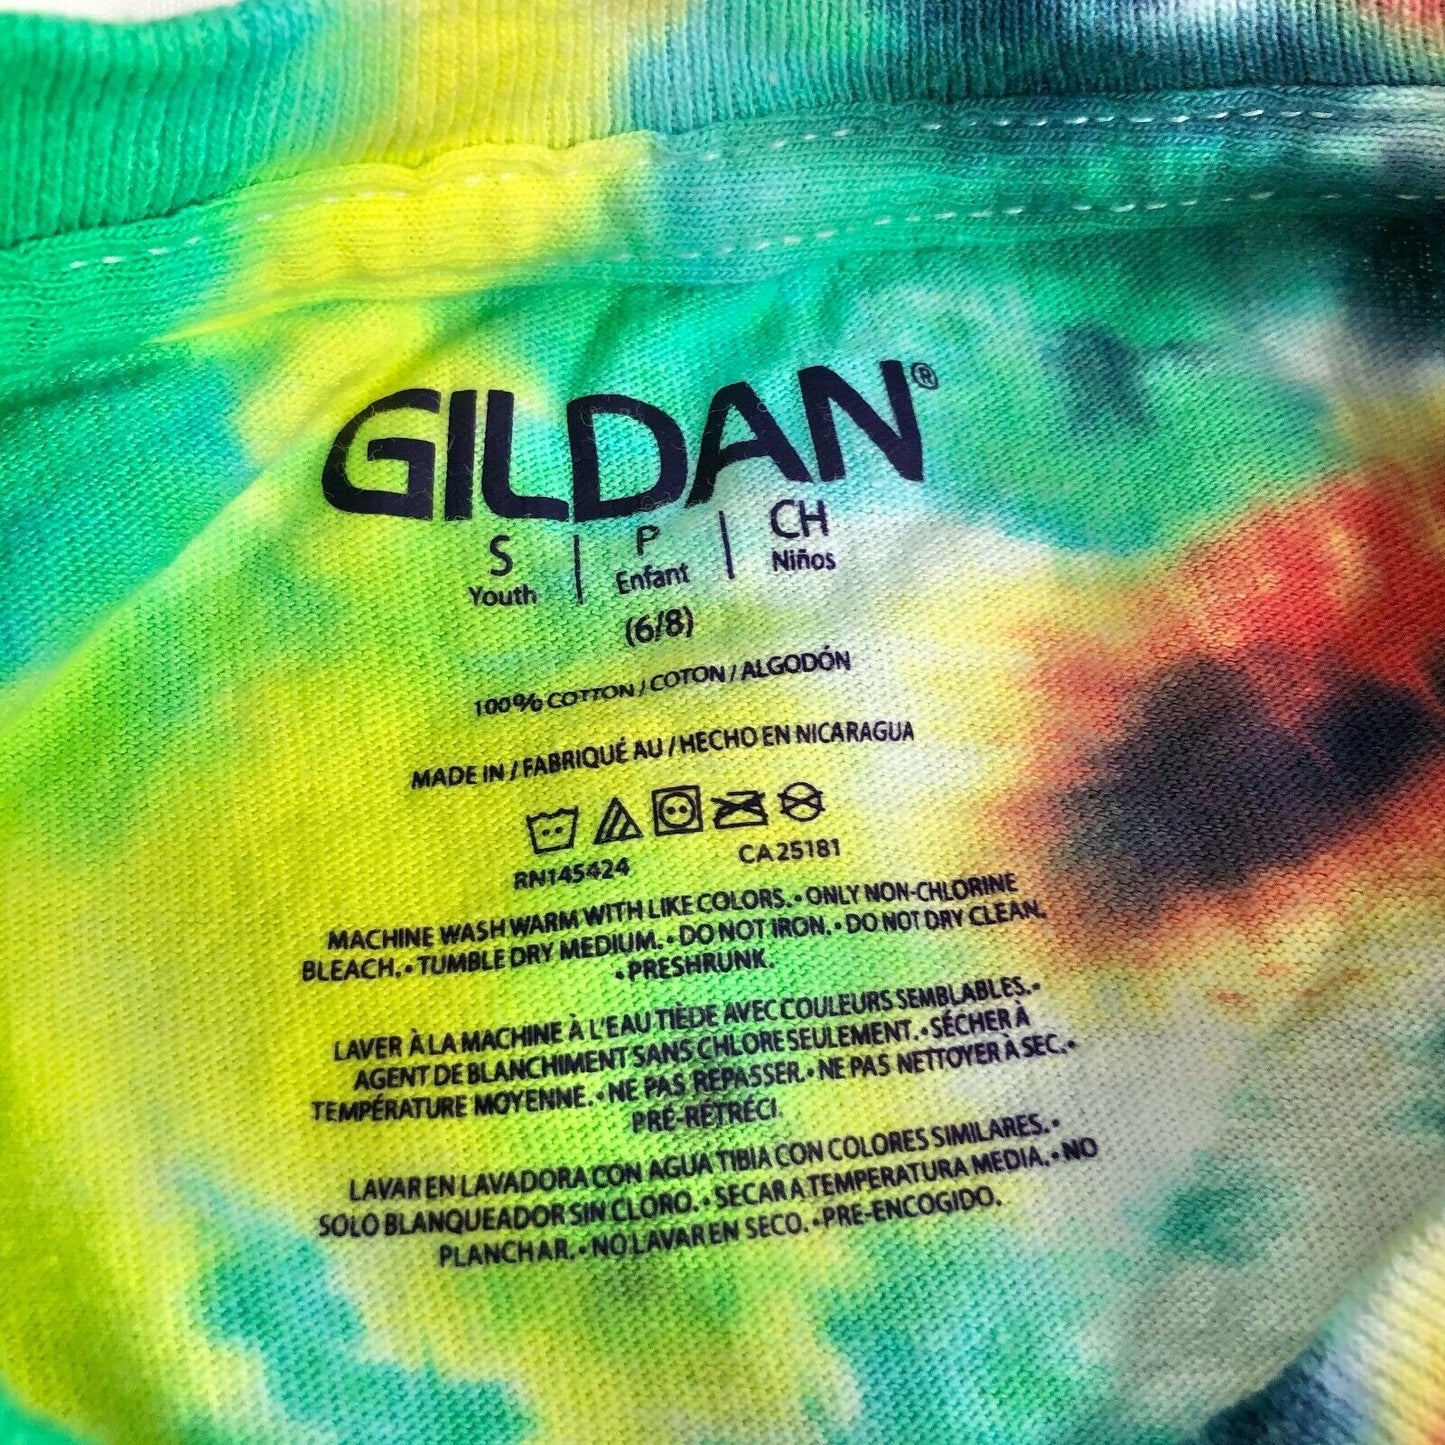 GILDAN®
S | P | CH
Youth Enfant Niños
(6/8)
100% COTTON / COTON / ALGODÓN
MADE IN / FABRIQUÉ AU / HECHO EN NICARAGUA
RN145424 CA25181
MACHINE WASH WARM WITH LIKE COLORS. • ONLY NON-CHLORINE
BLEACH. • TUMBLE DRY MEDIUM. • DO NOT IRON. • DO NOT DRY CLEAN.
• PRESHRUNK.
LAVER À LA MACHINE À L'EAU TIÈDE AVEC COULEURS SEMBLABLES. •
AGENT DE BLANCHIMENT SANS CHLORE SEULEMENT. • SÉCHER À
TEMPÉRATURE MOYENNE. • NE PAS REPASSER. • NE PAS NETTOYER À SEC. •
PRÉ-RÉTRÉCI.
LAVAR EN LAVADORA CON AGUA TIBIA CON COLORES SIMILARES. •
SOLO BLANQUEADOR SIN CLORO. • SECAR A TEMPERATURA MEDIA. • NO
PLANCHAR. • NO LAVAR EN SECO. • PRE-ENCOGIDO.